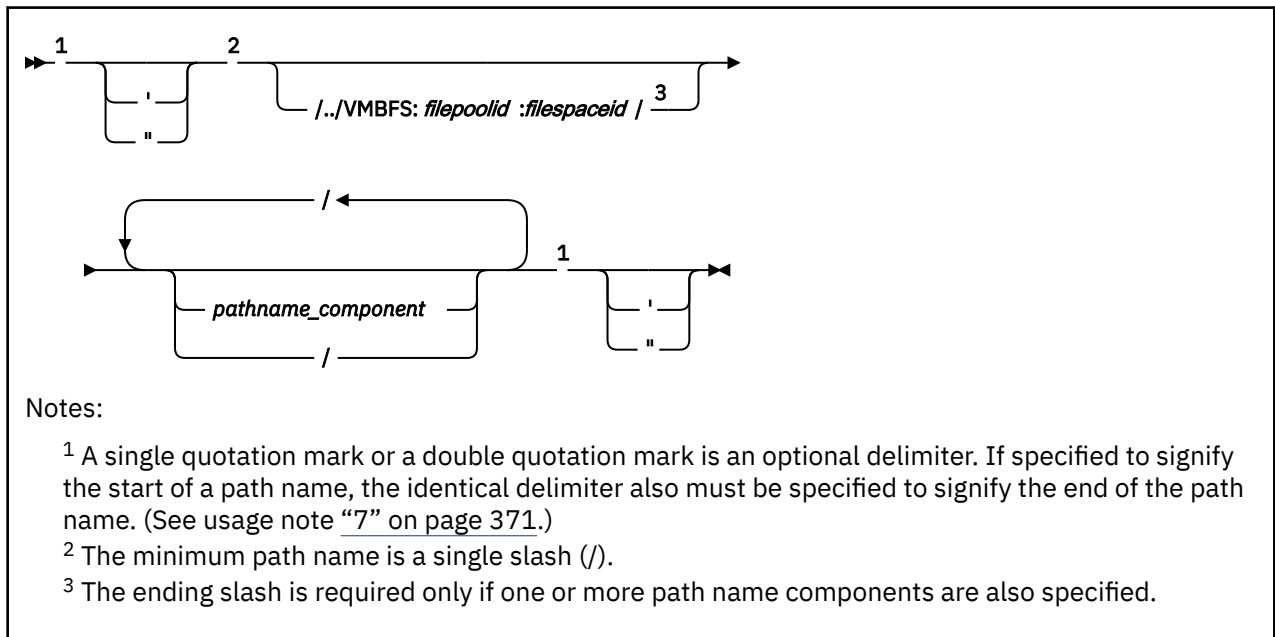 1 2
'
"
/../VMBFS: filepoolid :filespaceid / 3
/
1
pathname_component
/
'
"
Notes:
1 A single quotation mark or a double quotation mark is an optional delimiter. If specified to signify
the start of a path name, the identical delimiter also must be specified to signify the end of the path
name. (See usage note “7” on page 371.)
2 The minimum path name is a single slash (/).
3 The ending slash is required only if one or more path name components are also specified.